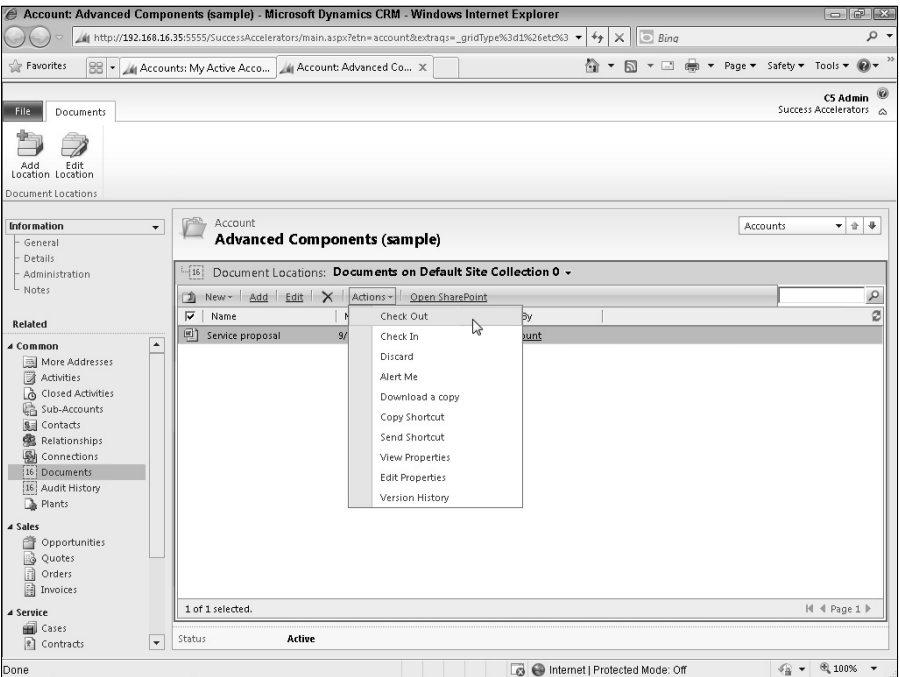 Account: Advanced Components (sample) - Microsoft Dynamics CRM - Windows Internet Explorer
http://192.168.16.35:5555/SuccessAccelerators/main.aspx?etn=account&extraqs=_gridType%3d1%26etc%3
Bing
Favorites
Accounts: My Active Acco...
Account: Advanced Co...
Page
Safety
Tools
File
Documents
C5 Admin
Success Accelerators
Add Location
Edit Location
Document Locations
Information
General
Details
Administration
Notes
Related
Common
More Addresses
Activities
Closed Activities
Sub-Accounts
Contacts
Relationships
Connections
16 Documents
16 Audit History
Plants
Sales
Opportunities
Quotes
Orders
Invoices
Service
Cases
Contracts
Account
Advanced Components (sample)
Accounts
16 Document Locations: Documents on Default Site Collection 0
New
Add
Edit
Actions
Open SharePoint
Name
By
Service proposal
9/
ount
Check Out
Check In
Discard
Alert Me
Download a copy
Copy Shortcut
Send Shortcut
View Properties
Edit Properties
Version History
1 of 1 selected.
Page 1
Status
Active
Done
Internet | Protected Mode: Off
100%